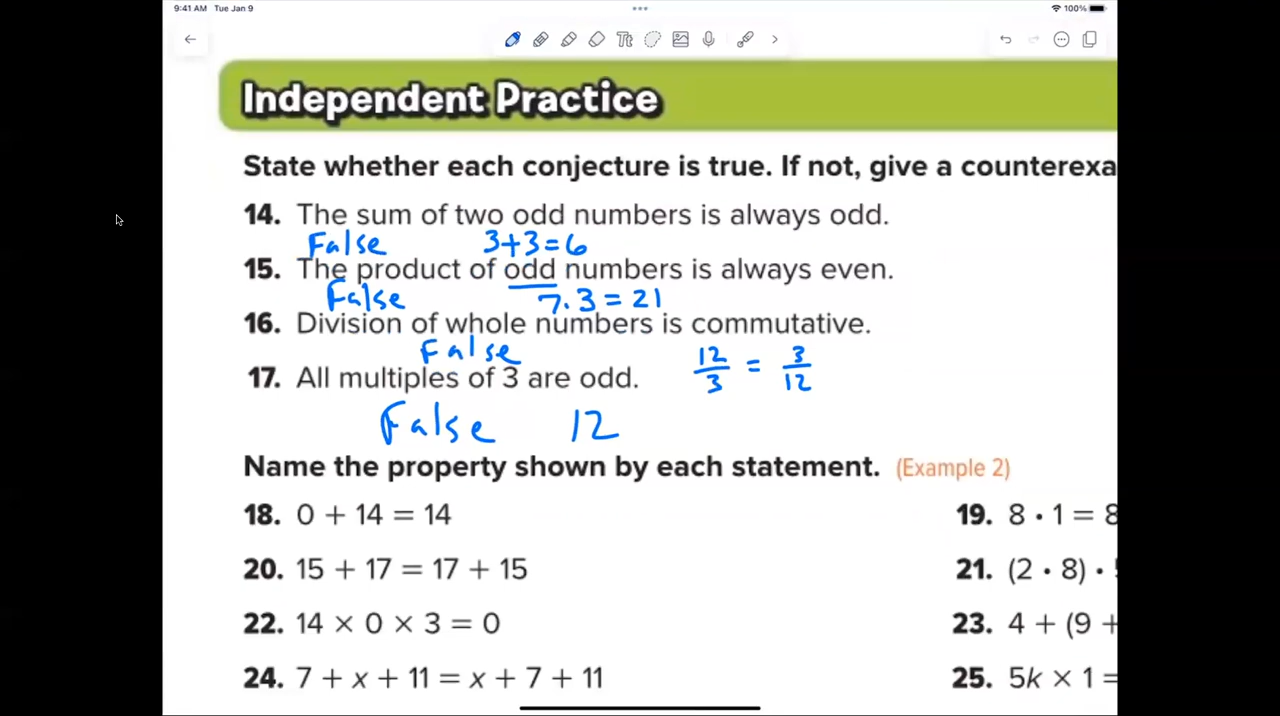 9:41 AM Tue Jan 9
100%
Independent Practice
State whether each conjecture is true. If not, give a counterexa
14. The sum of two odd numbers is always odd.
False 3+3=6
15. The product of odd numbers is always even.
False 7.3 = 21
16. Division of whole numbers is commutative.
False 12/3 = 3/12
17. All multiples of 3 are odd.
False 12
Name the property shown by each statement. (Example 2)
18. 0 + 14 = 14
19. 8 • 1 = 8
20. 15 + 17 = 17 + 15
21. (2 • 8) •
22. 14 × 0 × 3 = 0
23. 4 + (9 +
24. 7 + x + 11 = x + 7 + 11
25. 5k × 1 =